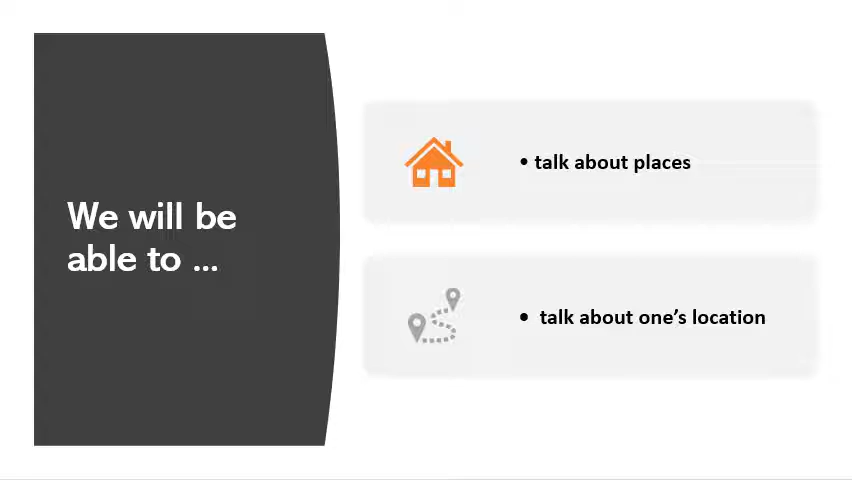 We will be
able to ...
• talk about places
• talk about one’s location